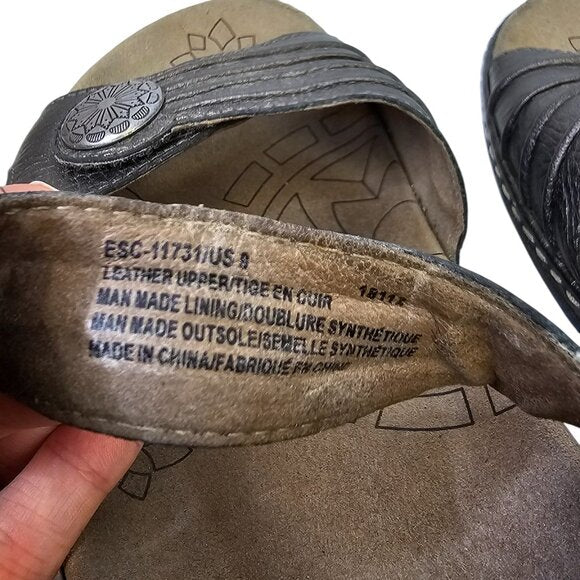 ESC-11731/US 8
LEATHER UPPER/TIGE EN CUIR
MAN MADE LINING/DOUBLURE SYNTHETIQUE
MAN MADE OUTSOLE/SEMELLE SYNTHETIQUE
MADE IN CHINA/FABRIQUE EN CHINE